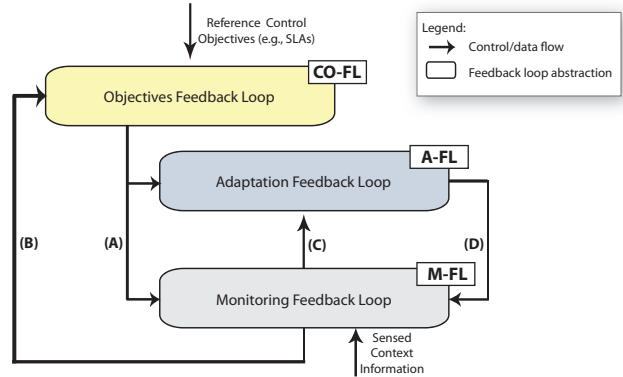 Reference Control
Objectives (e.g., SLAs)
Legend:
Control/data flow
Feedback loop abstraction
CO-FL
Objectives Feedback Loop
A-FL
Adaptation Feedback Loop
(B)
(A)
(C)
(D)
M-FL
Monitoring Feedback Loop
Sensed
Context
Information